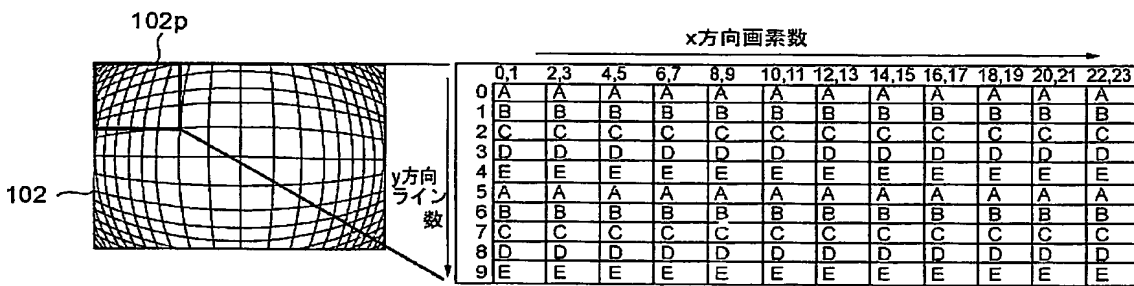 102p
102
x方向画素数
y方向
ライン
数
0,1 2,3 4,5 6,7 8,9 10,11 12,13 14,15 16,17 18,19 20,21 22,23
0 A A A A A A A A A A A A
1 B B B B B B B B B B B B
2 C C C C C C C C C C C C
3 D D D D D D D D D D D D
4 E E E E E E E E E E E E
5 A A A A A A A A A A A A
6 B B B B B B B B B B B B
7 C C C C C C C C C C C C
8 D D D D D D D D D D D D
9 E E E E E E E E E E E E